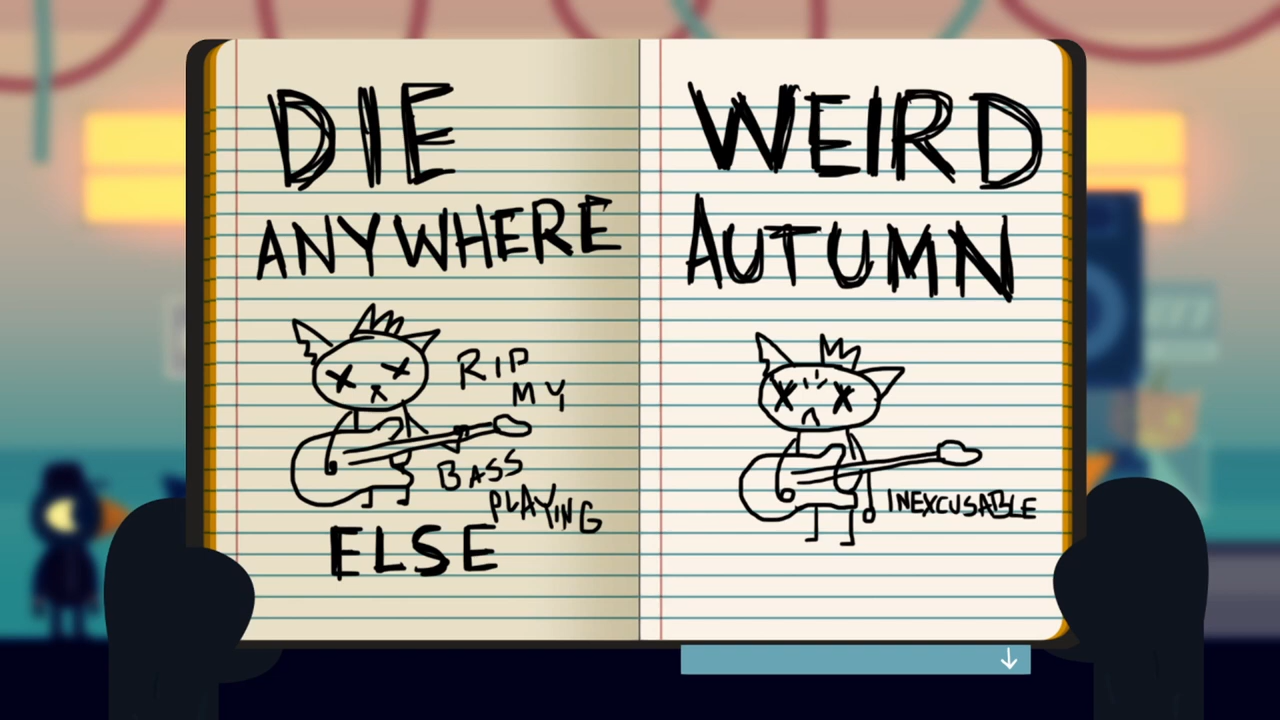 DIE
ANYWHERE
RIP
MY
BASS
PLAYING
ELSE
WEIRD
AUTUMN
INEXCUSABLE